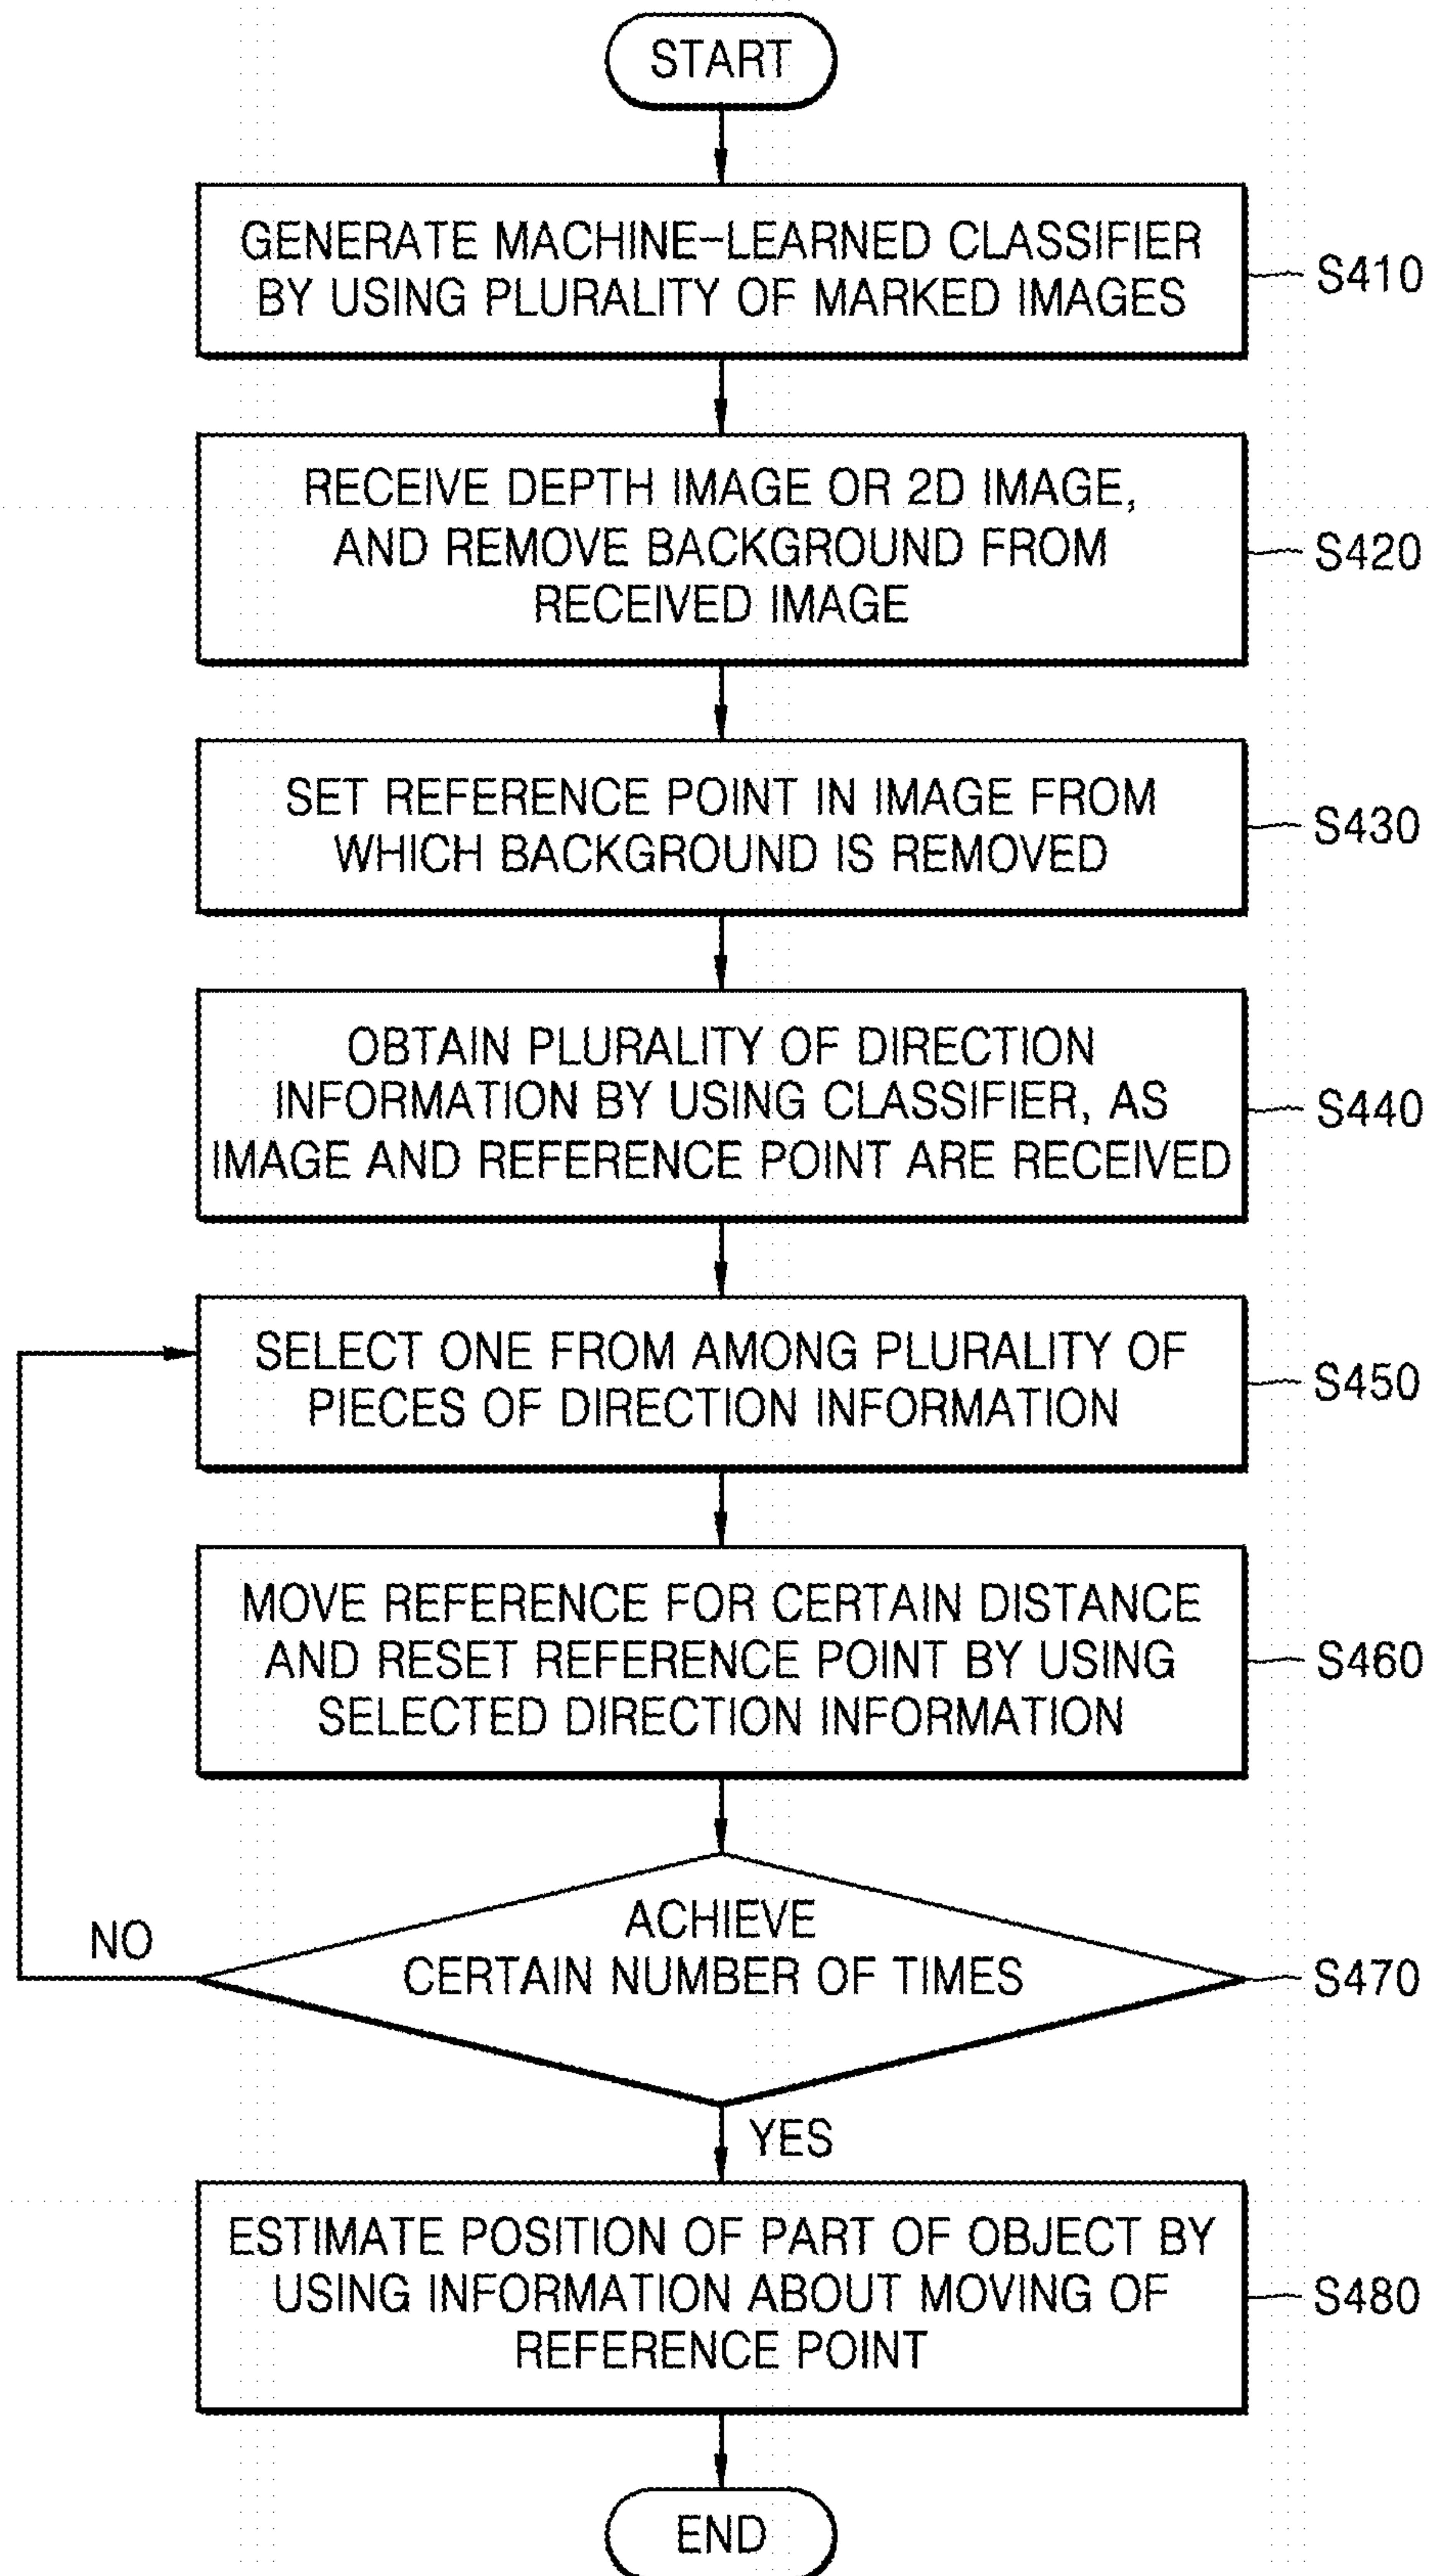 START
GENERATE MACHINE-LEARNED CLASSIFIER
BY USING PLURALITY OF MARKED IMAGES
S410
RECEIVE DEPTH IMAGE OR 2D IMAGE,
AND REMOVE BACKGROUND FROM
RECEIVED IMAGE
S420
SET REFERENCE POINT IN IMAGE FROM
WHICH BACKGROUND IS REMOVED
S430
OBTAIN PLURALITY OF DIRECTION
INFORMATION BY USING CLASSIFIER, AS
IMAGE AND REFERENCE POINT ARE RECEIVED
S440
SELECT ONE FROM AMONG PLURALITY OF
PIECES OF DIRECTION INFORMATION
S450
MOVE REFERENCE FOR CERTAIN DISTANCE
AND RESET REFERENCE POINT BY USING
SELECTED DIRECTION INFORMATION
S460
ACHIEVE
CERTAIN NUMBER OF TIMES
S470
NO
YES
ESTIMATE POSITION OF PART OF OBJECT BY
USING INFORMATION ABOUT MOVING OF
REFERENCE POINT
S480
END